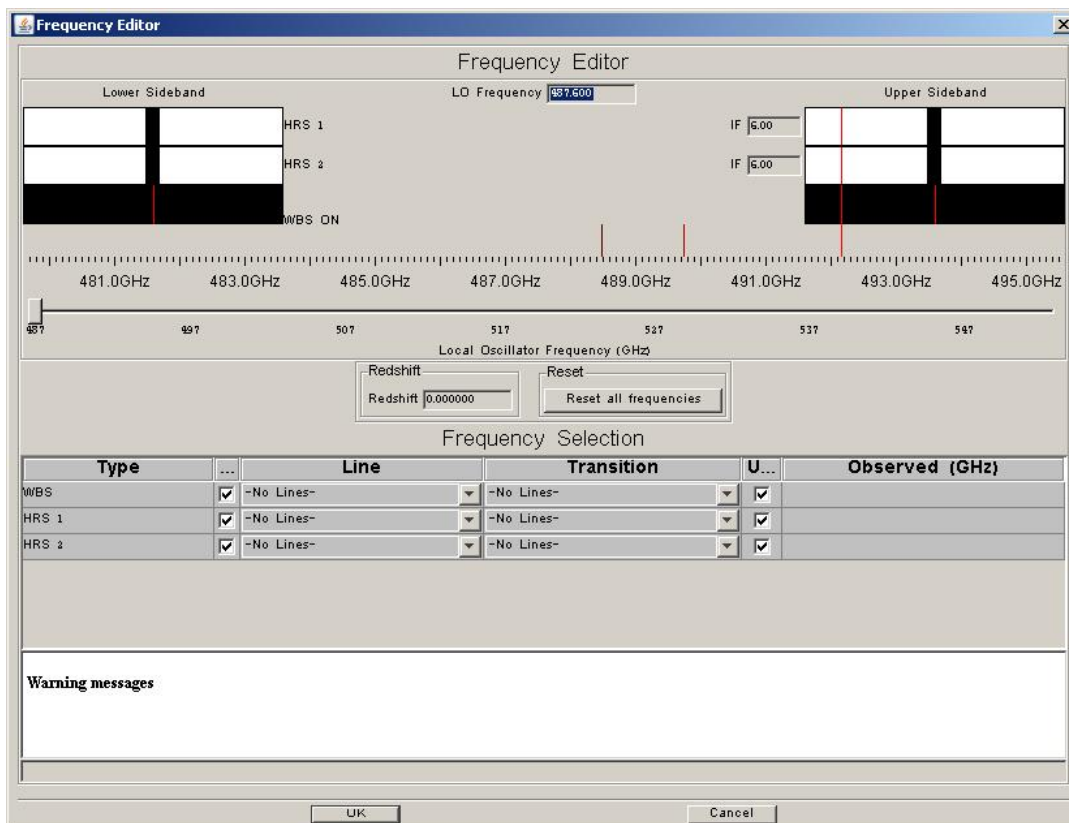 Frequency Editor
Frequency Editor
Lower Sideband
LO Frequency 487.600
Upper Sideband
HRS 1
IF 6.00
HRS 2
IF 6.00
WBS ON
481.0GHz 483.0GHz 485.0GHz 487.0GHz 489.0GHz 491.0GHz 493.0GHz 495.0GHz
487 497 507 517 527 537 547
Local Oscillator Frequency (GHz)
Redshift
Reset
Redshift 0.000000
Reset all frequencies
Frequency Selection
Type ... Line Transition U... Observed (GHz)
WBS -No Lines- -No Lines-
HRS 1 -No Lines- -No Lines-
HRS 2 -No Lines- -No Lines-
Warning messages
OK Cancel